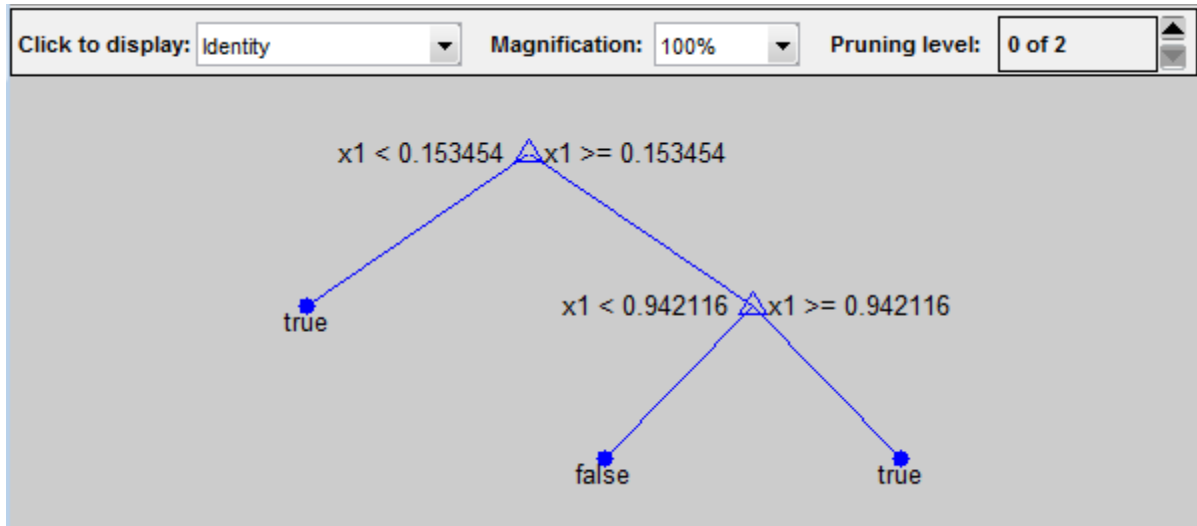 Click to display: Identity Magnification: 100% Pruning level: 0 of 2
x1 < 0.153454 x1 >= 0.153454
true
x1 < 0.942116 x1 >= 0.942116
false true